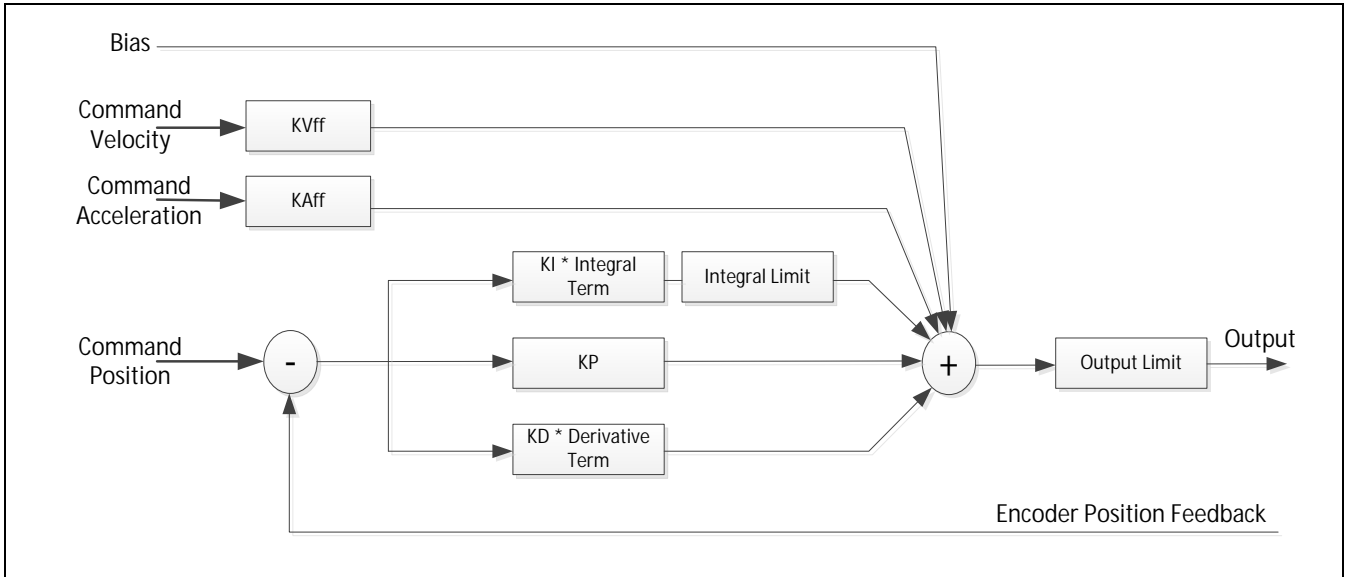 Bias
Command
Velocity
KVff
Command
Acceleration
KAff
KI * Integral
Term
Integral Limit
Command
Position
-
KP
+
Output Limit
Output
KD * Derivative
Term
Encoder Position Feedback